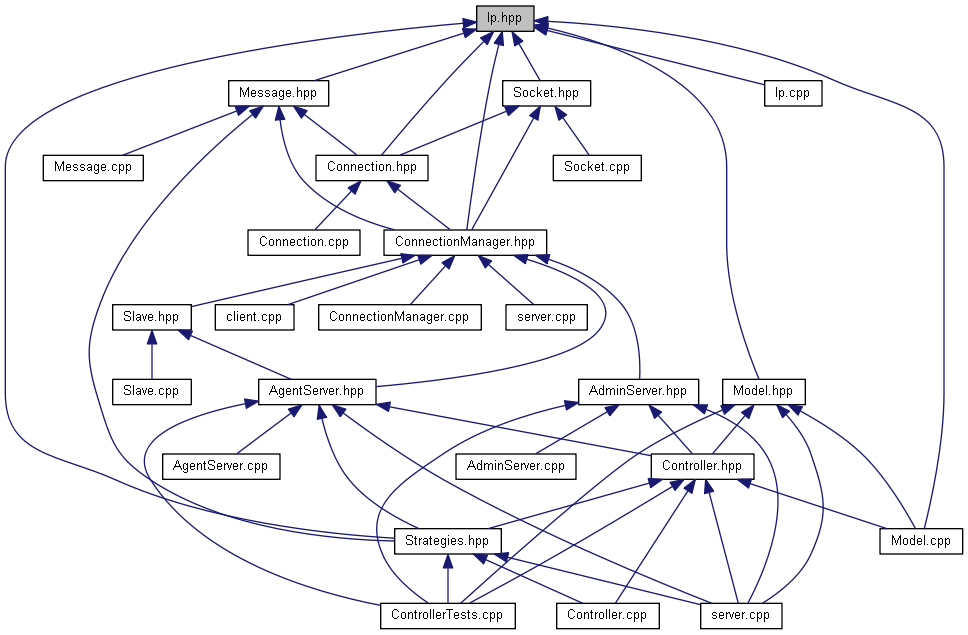 Ip.hpp
Message.hpp
Socket.hpp
Ip.cpp
Message.cpp
Connection.hpp
Socket.cpp
Connection.cpp
ConnectionManager.hpp
Slave.hpp
client.cpp
ConnectionManager.cpp
server.cpp
Slave.cpp
AgentServer.hpp
AdminServer.hpp
Model.hpp
AgentServer.cpp
AdminServer.cpp
Controller.hpp
Strategies.hpp
Model.cpp
ControllerTests.cpp
Controller.cpp
server.cpp